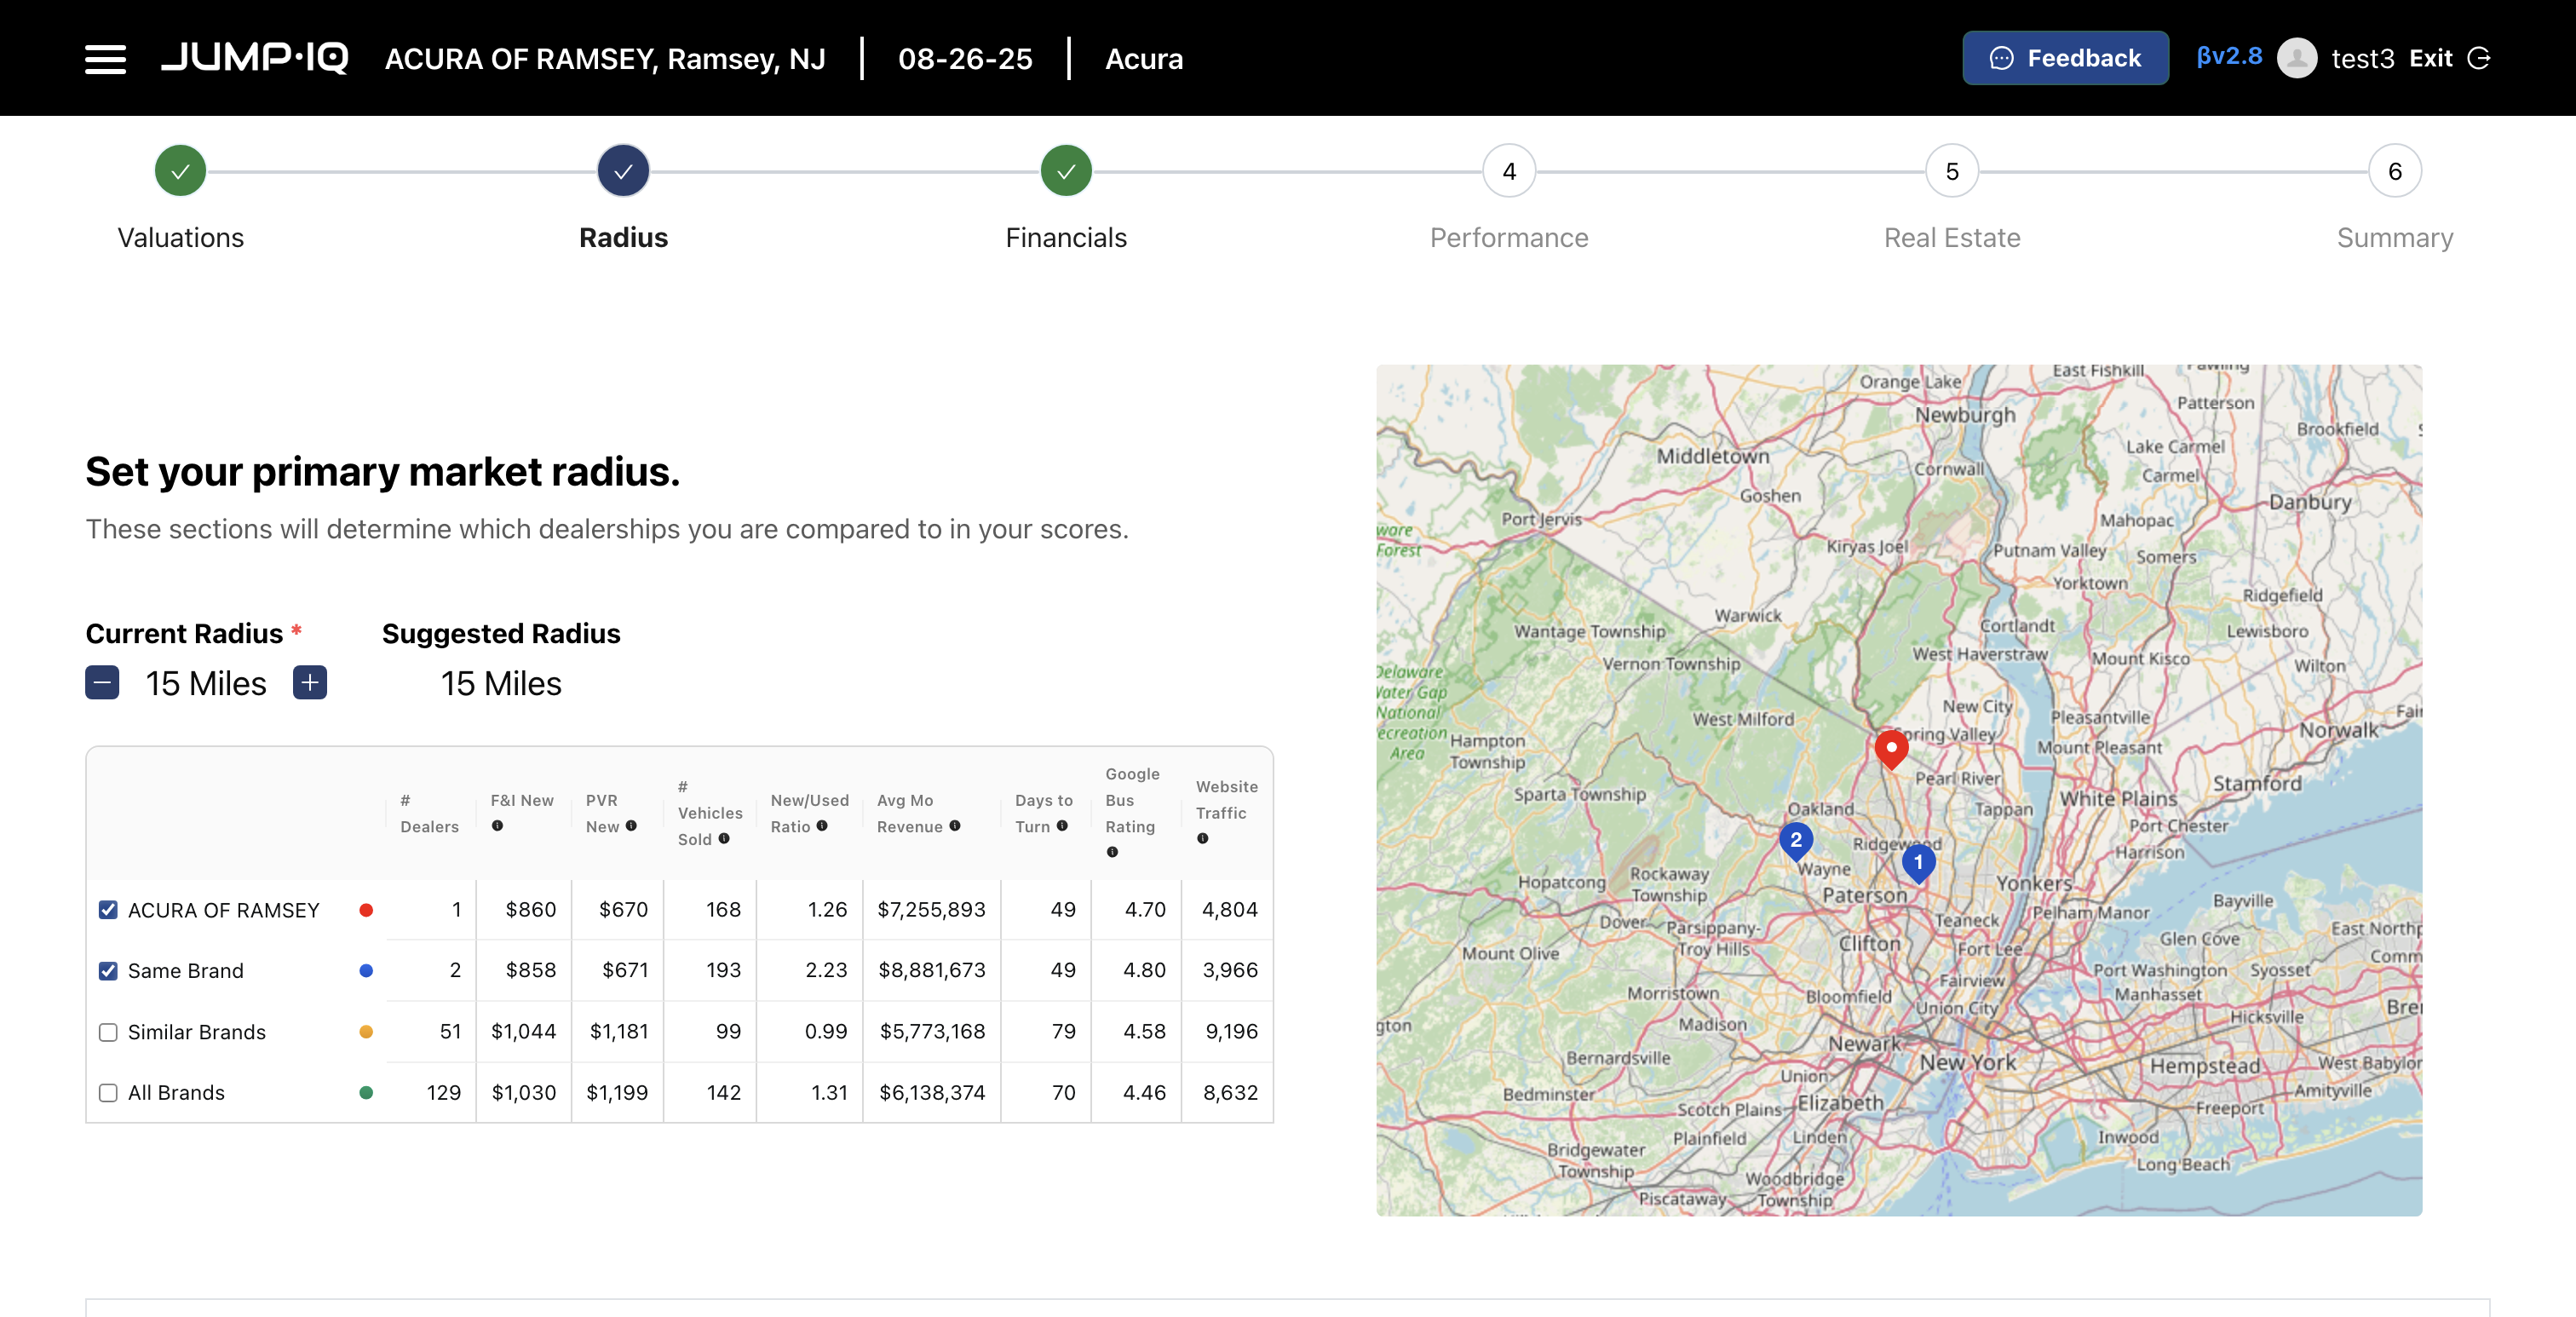 JUMP·IQ ACURA OF RAMSEY, Ramsey, NJ | 08-26-25 | Acura Feedback βv2.8 test3 Exit
4 5 6
Valuations Radius Financials Performance Real Estate Summary
Set your primary market radius.
These sections will determine which dealerships you are compared to in your scores.
Current Radius * Suggested Radius
15 Miles 15 Miles
# Dealers F&I New PVR New # Vehicles Sold New/Used Ratio Avg Mo Revenue Days to Turn Google Bus Rating Website Traffic
ACURA OF RAMSEY 1 $860 $670 168 1.26 $7,255,893 49 4.70 4,804
Same Brand 2 $858 $671 193 2.23 $8,881,673 49 4.80 3,966
Similar Brands 51 $1,044 $1,181 99 0.99 $5,773,168 79 4.58 9,196
All Brands 129 $1,030 $1,199 142 1.31 $6,138,374 70 4.46 8,632
Orange Lake
East Fishkill
Newburgh
Patterson
Brookfield
Lake Carmel
Middletown
Cornwall
Carmel
Goshen
Danbury
Port Jervis
Mahopac
Kiryas Joel
Putnam Valley
Somers
Yorktown
Ridgefield
Warwick
Cortlandt
Wantage Township
Lewisboro
West Haverstraw
Mount Kisco
Vernon Township
Wilton
Delaware
Water Gap
National
Recreation
Area
New City
West Milford
Pleasantville
Norwalk
Spring Valley
Hampton
Township
Mount Pleasant
Pearl River
Stamford
Sparta Township
White Plains
Oakland
Tappan
Port Chester
2
Ridgewood
Harrison
1
Wayne
Rockaway
Township
Hopatcong
Yonkers
Paterson
Bayville
Pelham Manor
Dover
Parsippany-
Troy Hills
Teaneck
Glen Cove
Clifton
Fort Lee
Mount Olive
Port Washington
Syosset
Fairview
Morristown
Bloomfield
Manhasset
Union City
Hicksville
Madison
Newark
Bernardsville
New York
Hempstead
West Babylon
Union
Amityville
Bedminster
Scotch Plains
Elizabeth
Freeport
Plainfield
Linden
Inwood
Bridgewater
Township
Long Beach
Woodbridge
Township
Piscataway